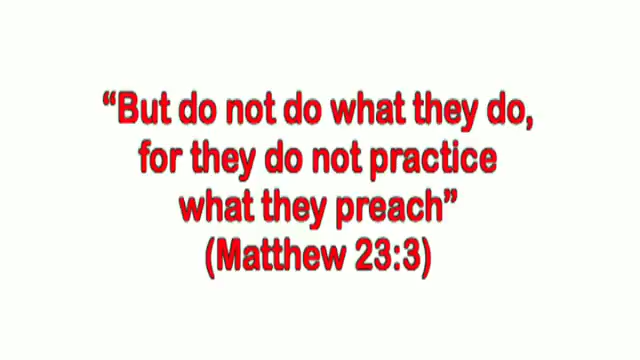 “But do not do what they do,
for they do not practice
what they preach”
(Matthew 23:3)